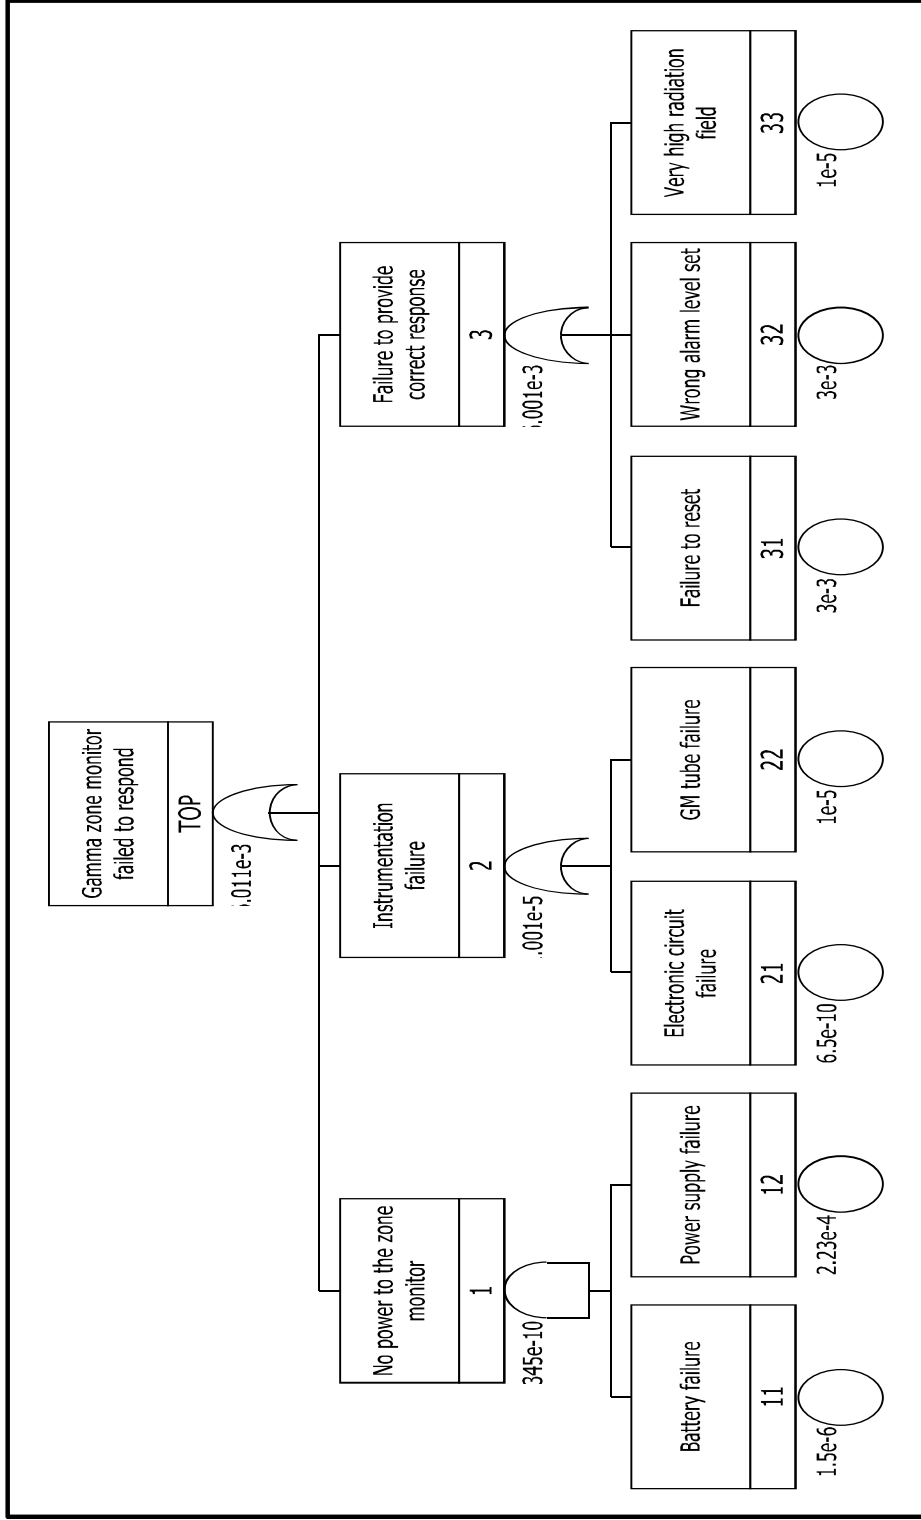 Gamma zone monitor
failed to respond
TOP
.011e-3
No power to the zone
monitor
1
345e-10
Instrumentation
failure
2
.001e-5
Failure to provide
correct response
3
.001e-3
Battery failure
11
1.5e-6
Power supply failure
12
2.23e-4
Electronic circuit
failure
21
6.5e-10
GM tube failure
22
1e-5
Failure to reset
31
3e-3
Wrong alarm level set
32
3e-3
Very high radiation
field
33
1e-5